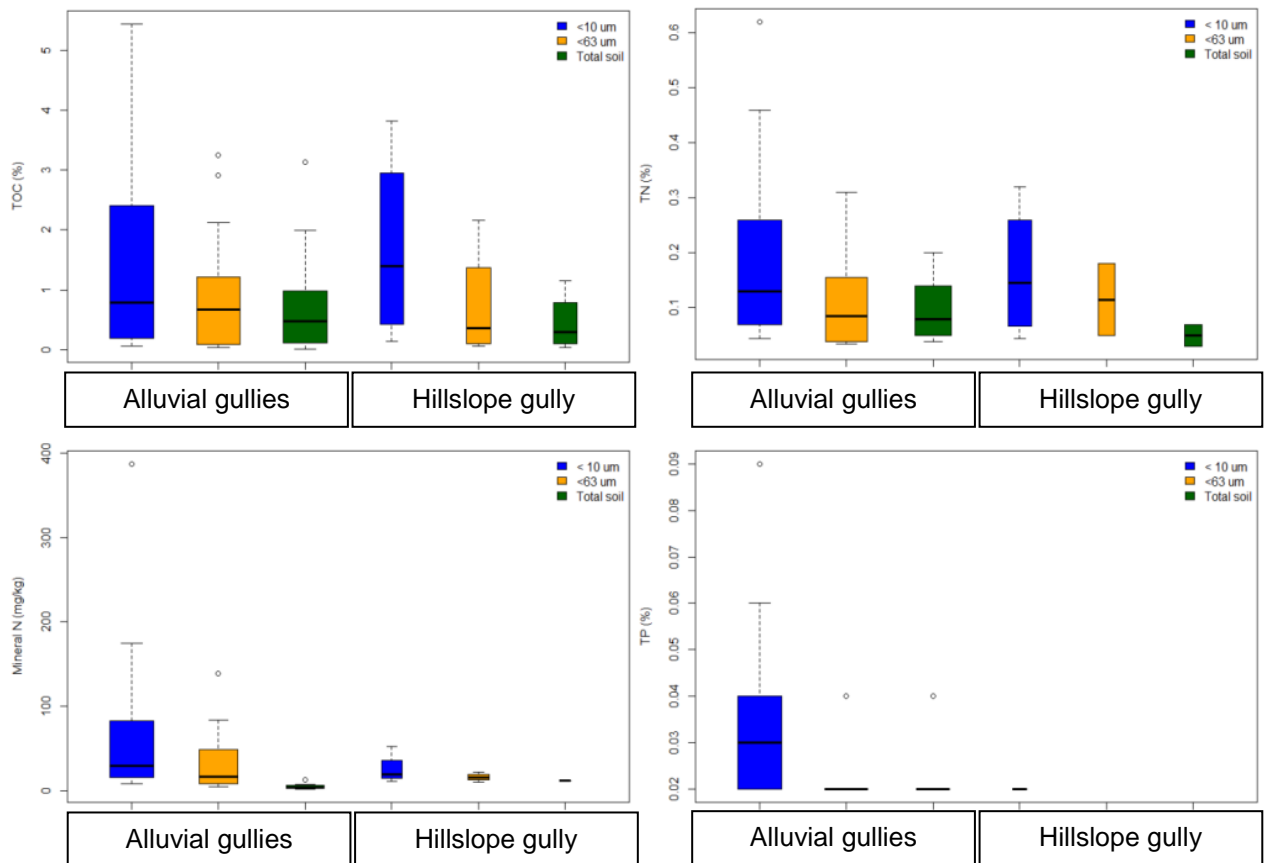 < 10 um
<63 um
Total soil
TOC (%)
5
4
3
2
1
0
Alluvial gullies
Hillslope gully
< 10 um
<63 um
Total soil
TN (%)
0.6
0.5
0.4
0.3
0.2
0.1
Alluvial gullies
Hillslope gully
< 10 um
<63 um
Total soil
Mineral N (mg/kg)
400
300
200
100
0
Alluvial gullies
Hillslope gully
< 10 um
<63 um
Total soil
TP (%)
0.09
0.08
0.07
0.06
0.05
0.04
0.03
0.02
Alluvial gullies
Hillslope gully